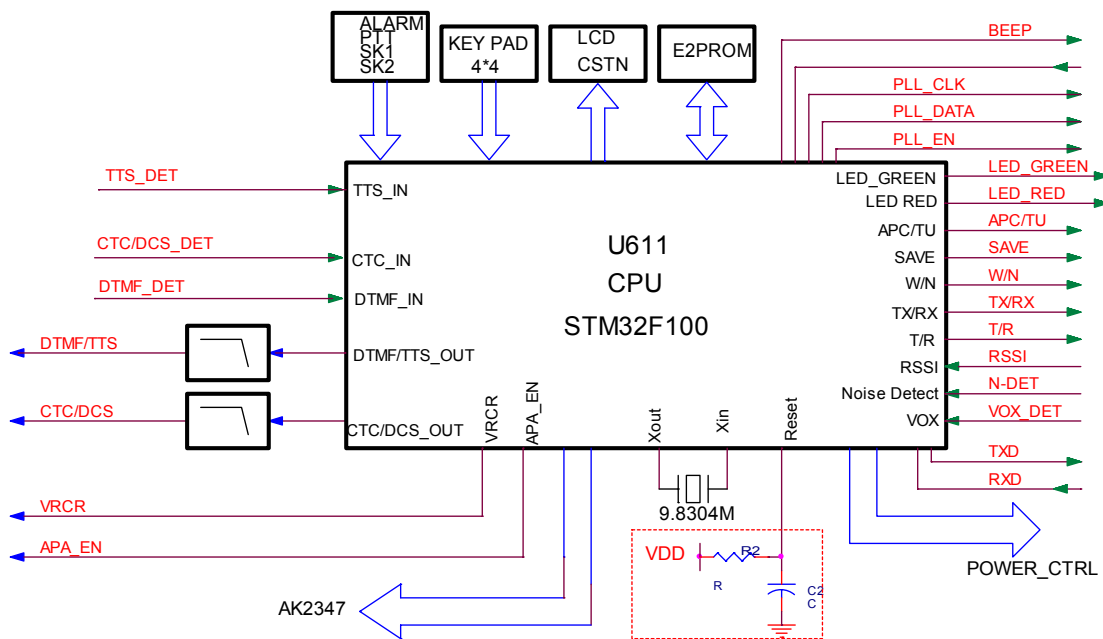 ALARM
PTT
SK1
SK2
KEY PAD
4*4
LCD
CSTN
E2PROM
BEEP
PLL_CLK
PLL_DATA
PLL_EN
TTS_DET
TTS_IN
CTC/DCS_DET
CTC_IN
DTMF_DET
DTMF_IN
DTMF/TTS
DTMF/TTS_OUT
CTC/DCS
CTC/DCS_OUT
U611
CPU
STM32F100
LED_GREEN
LED_GREEN
LED RED
LED_RED
APC/TU
APC/TU
SAVE
SAVE
W/N
W/N
TX/RX
TX/RX
T/R
T/R
RSSI
RSSI
Noise Detect
N-DET
VOX
VOX_DET
TXD
RXD
VRCR
APA_EN
Xout
Xin
Reset
9.8304M
VRCR
APA_EN
AK2347
VDD
R2
R
C2
C
POWER_CTRL